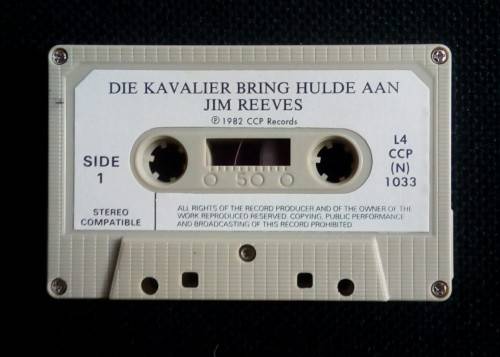 DIE KAVALIER BRING HULDE AAN
JIM REEVES
℗ 1982 CCP Records
SIDE
1
50
L4
CCP
(N)
1033
STEREO
COMPATIBLE
ALL RIGHTS OF THE RECORD PRODUCER AND OF THE OWNER OF THE
WORK REPRODUCED RESERVED. COPYING, PUBLIC PERFORMANCE
AND BROADCASTING OF THIS RECORD PROHIBITED